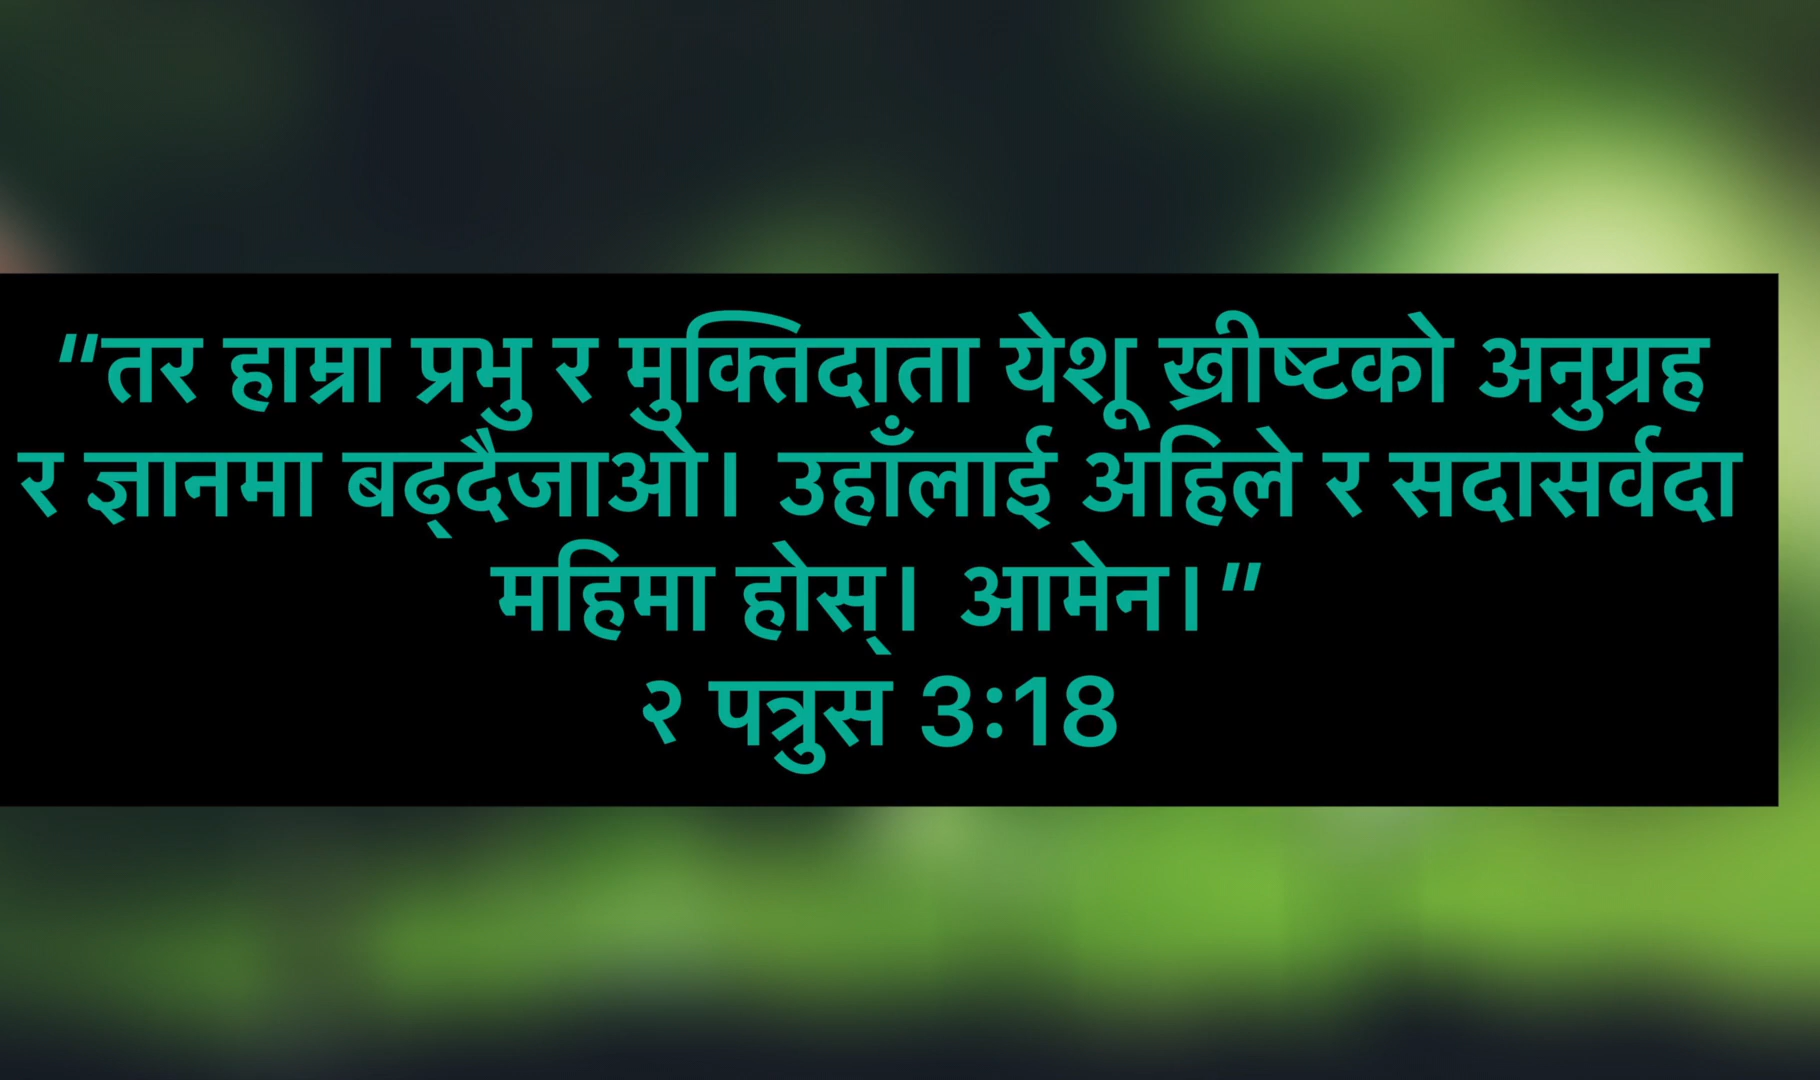 “तर हाम्रा प्रभु र मुक्तिदाता येशू ख्रीष्टको अनुग्रह
र ज्ञानमा बढ्दैजाओ। उहाँलाई अहिले र सदासर्वदा
महिमा होस्। आमेन।”
२ पत्रुस 3:18